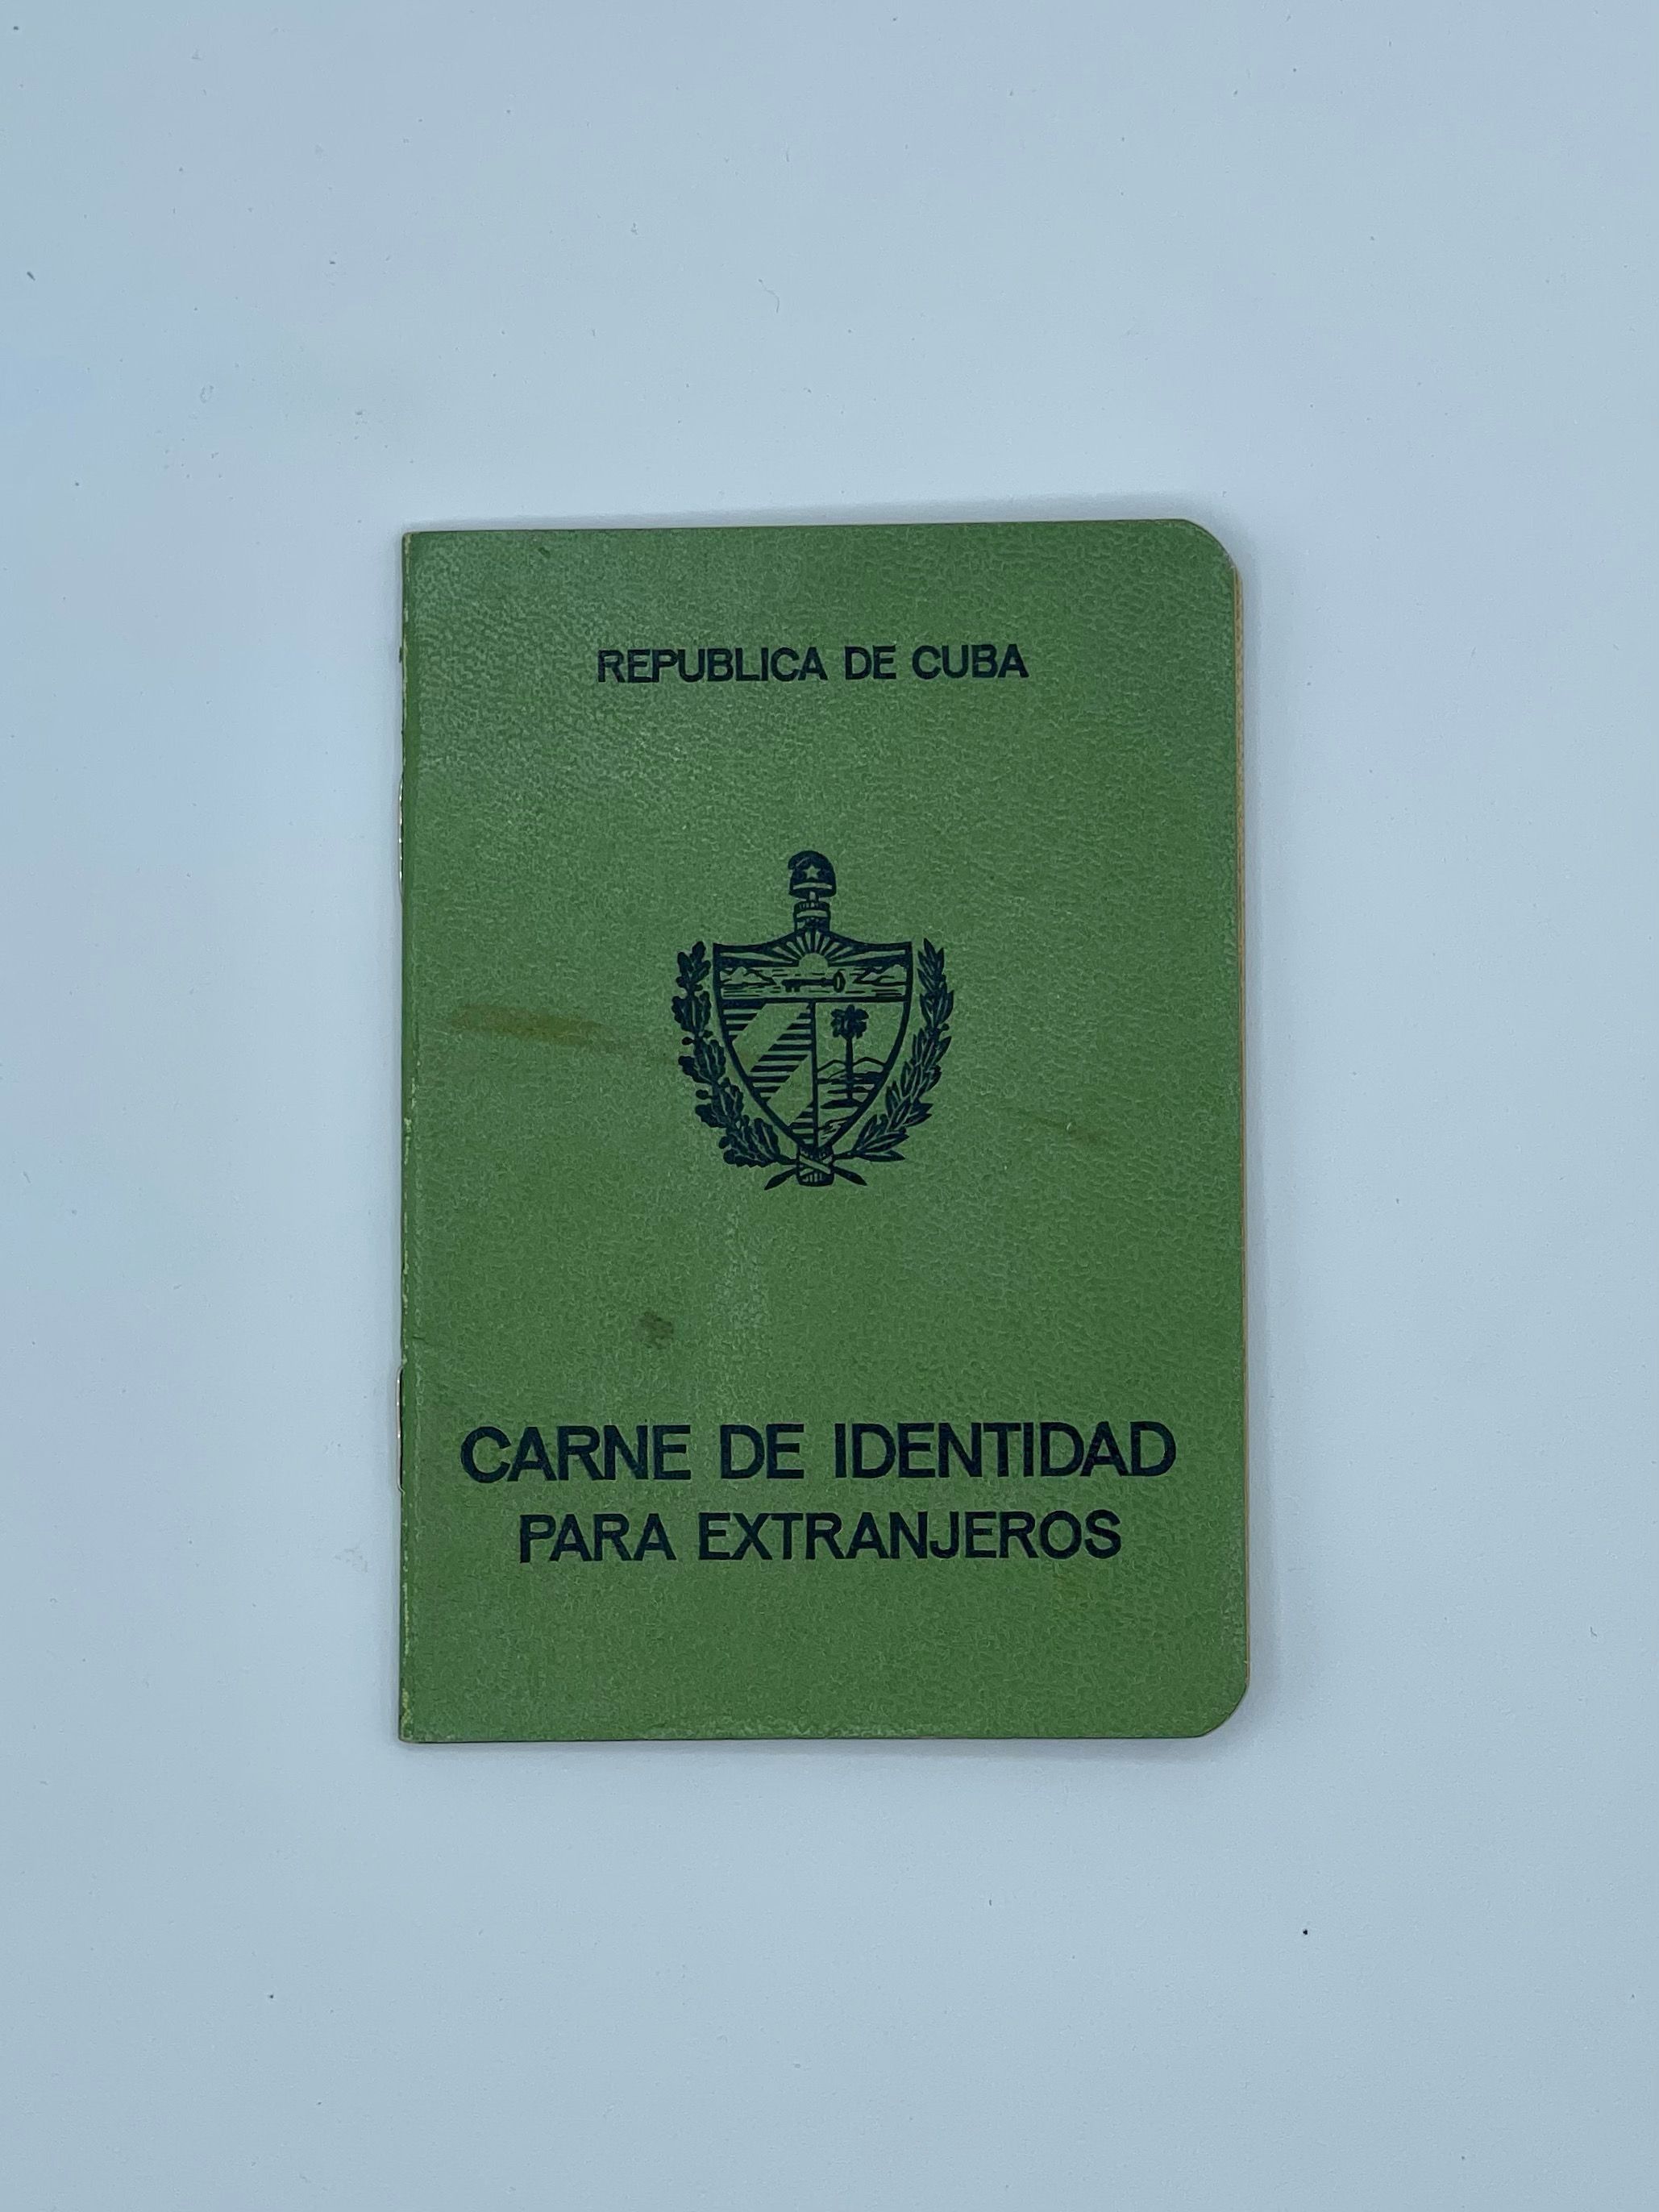 REPUBLICA DE CUBA
CARNE DE IDENTIDAD
PARA EXTRANJEROS